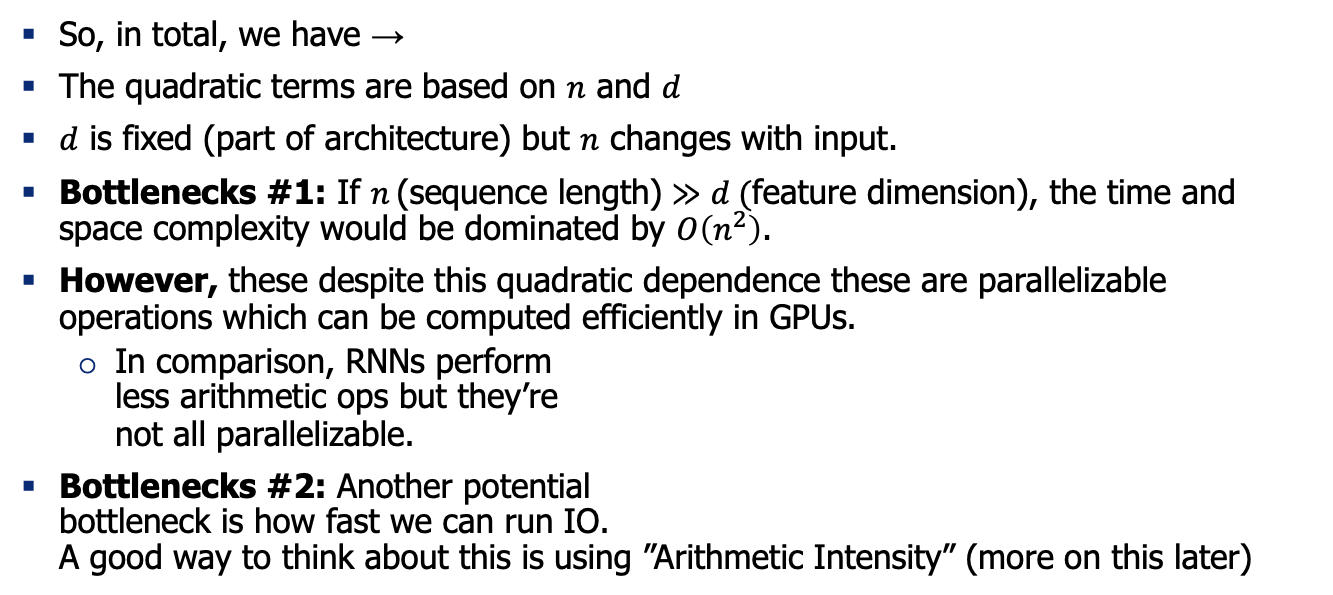 ▪ So, in total, we have →
▪ The quadratic terms are based on 𝑛 and 𝑑
▪ 𝑑 is fixed (part of architecture) but 𝑛 changes with input.
▪ Bottlenecks #1: If 𝑛 (sequence length) ≫ 𝑑 (feature dimension), the time and
space complexity would be dominated by 𝑂(𝑛²).
▪ However, these despite this quadratic dependence these are parallelizable
operations which can be computed efficiently in GPUs.
○ In comparison, RNNs perform
less arithmetic ops but they’re
not all parallelizable.
▪ Bottlenecks #2: Another potential
bottleneck is how fast we can run IO.
A good way to think about this is using ”Arithmetic Intensity” (more on this later)